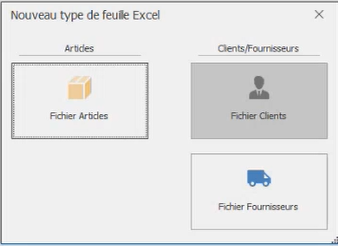 Nouveau type de feuille Excel
Articles
Clients/Fournisseurs
Fichier Articles
Fichier Clients
Fichier Fournisseurs